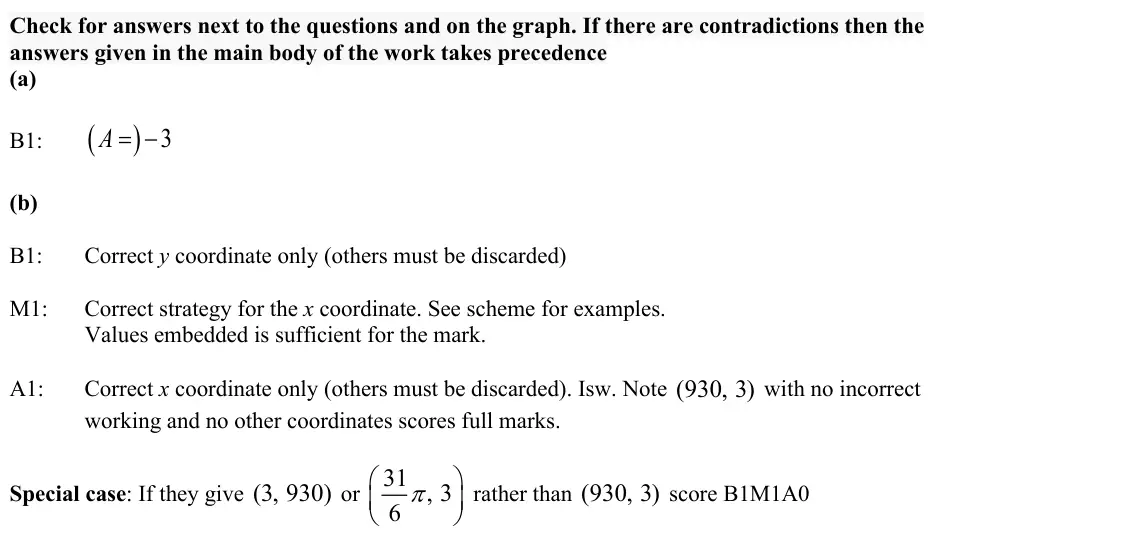 Check for answers next to the questions and on the graph. If there are contradictions then the
answers given in the main body of the work takes precedence
(a)
B1: (A =) −3
(b)
B1: Correct y coordinate only (others must be discarded)
M1: Correct strategy for the x coordinate. See scheme for examples.
Values embedded is sufficient for the mark.
A1: Correct x coordinate only (others must be discarded). Isw. Note (930, 3) with no incorrect
working and no other coordinates scores full marks.
Special case: If they give (3, 930) or (31/6 π, 3) rather than (930, 3) score B1M1A0